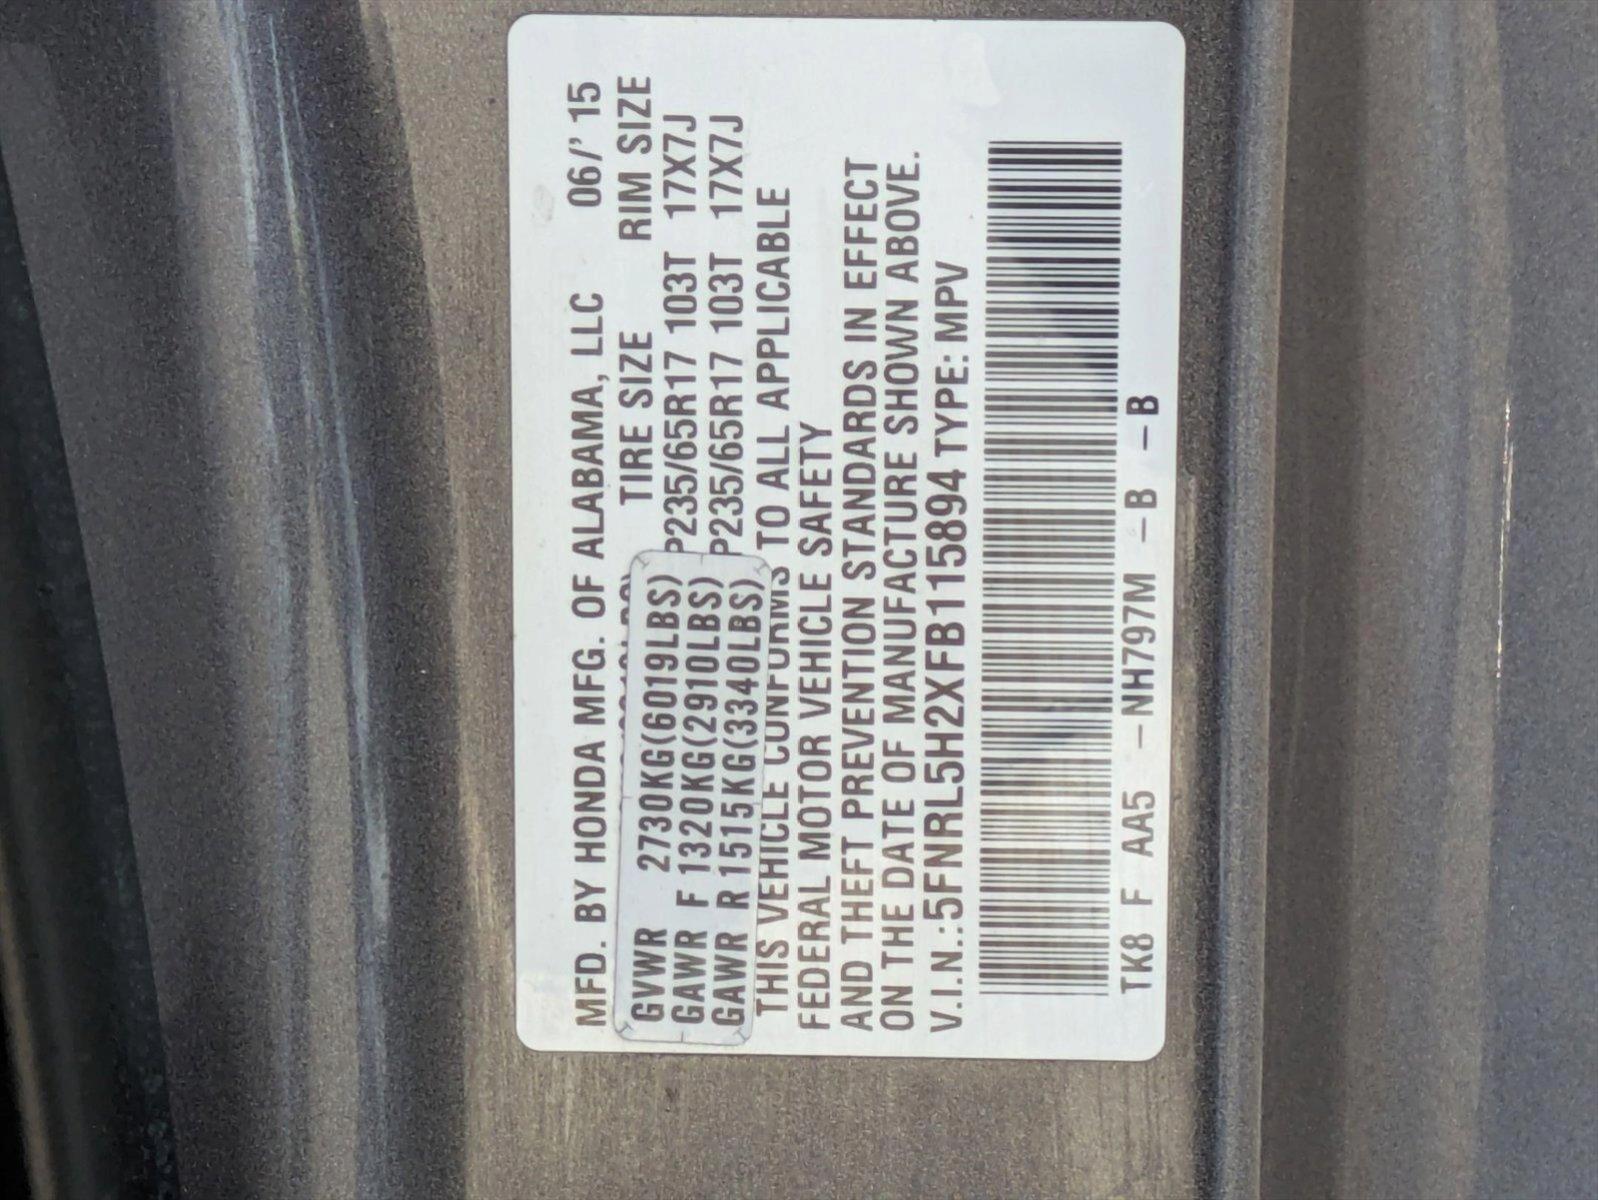 MFD. BY HONDA MFG. OF ALABAMA, LLC 06/' 15
TIRE SIZE RIM SIZE
GVWR 2730KG(6019LBS)
GAWR F 1320KG(2910LBS) P235/65R17 103T 17X7J
GAWR R 1515KG(3340LBS) P235/65R17 103T 17X7J
THIS VEHICLE CONFORMS TO ALL APPLICABLE
FEDERAL MOTOR VEHICLE SAFETY
AND THEFT PREVENTION STANDARDS IN EFFECT
ON THE DATE OF MANUFACTURE SHOWN ABOVE.
V.I.N.:5FNRL5H2XFB115894 TYPE: MPV
TK8 F AA5 -NH797M -B -B